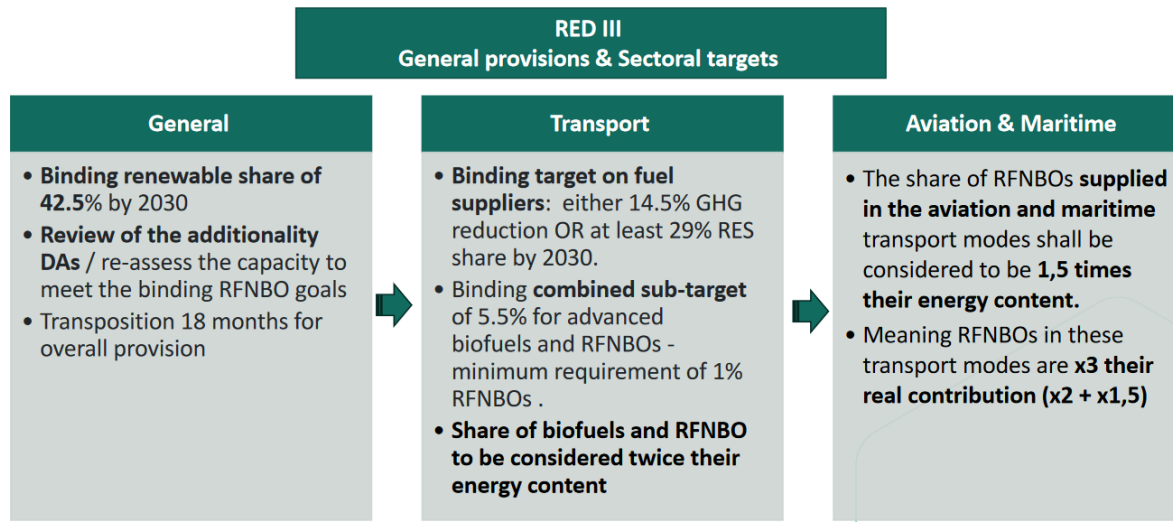 RED III
General provisions & Sectoral targets
General
• Binding renewable share of
42.5% by 2030
• Review of the additionality
DAs / re-assess the capacity to
meet the binding RFNBO goals
• Transposition 18 months for
overall provision
Transport
• Binding target on fuel
suppliers: either 14.5% GHG
reduction OR at least 29% RES
share by 2030.
• Binding combined sub-target
of 5.5% for advanced
biofuels and RFNBOs -
minimum requirement of 1%
RFNBOs .
• Share of biofuels and RFNBO
to be considered twice their
energy content
Aviation & Maritime
• The share of RFNBOs supplied
in the aviation and maritime
transport modes shall be
considered to be 1,5 times
their energy content.
• Meaning RFNBOs in these
transport modes are x3 their
real contribution (x2 + x1,5)